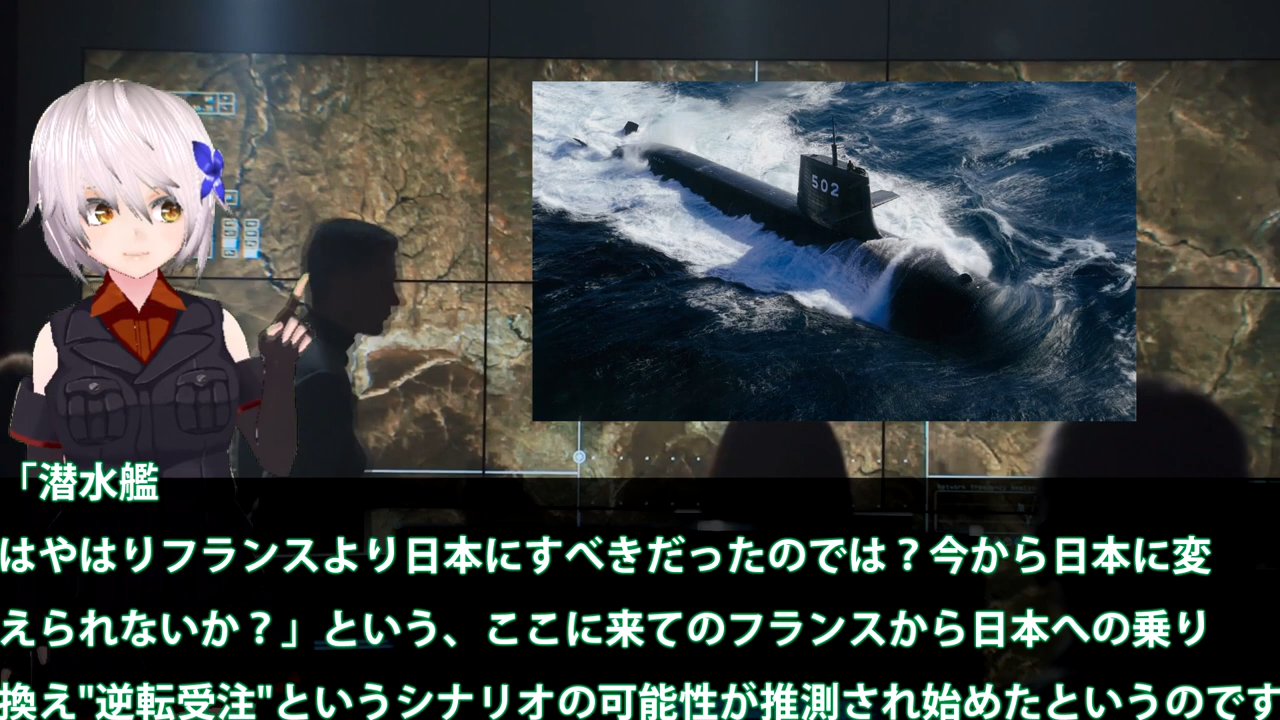 502
「潜水艦
はやはりフランスより日本にすべきだったのでは？今から日本に変
えられないか？」という、ここに来てのフランスから日本への乗り
換え"逆転受注"というシナリオの可能性が推測され始めたというのです